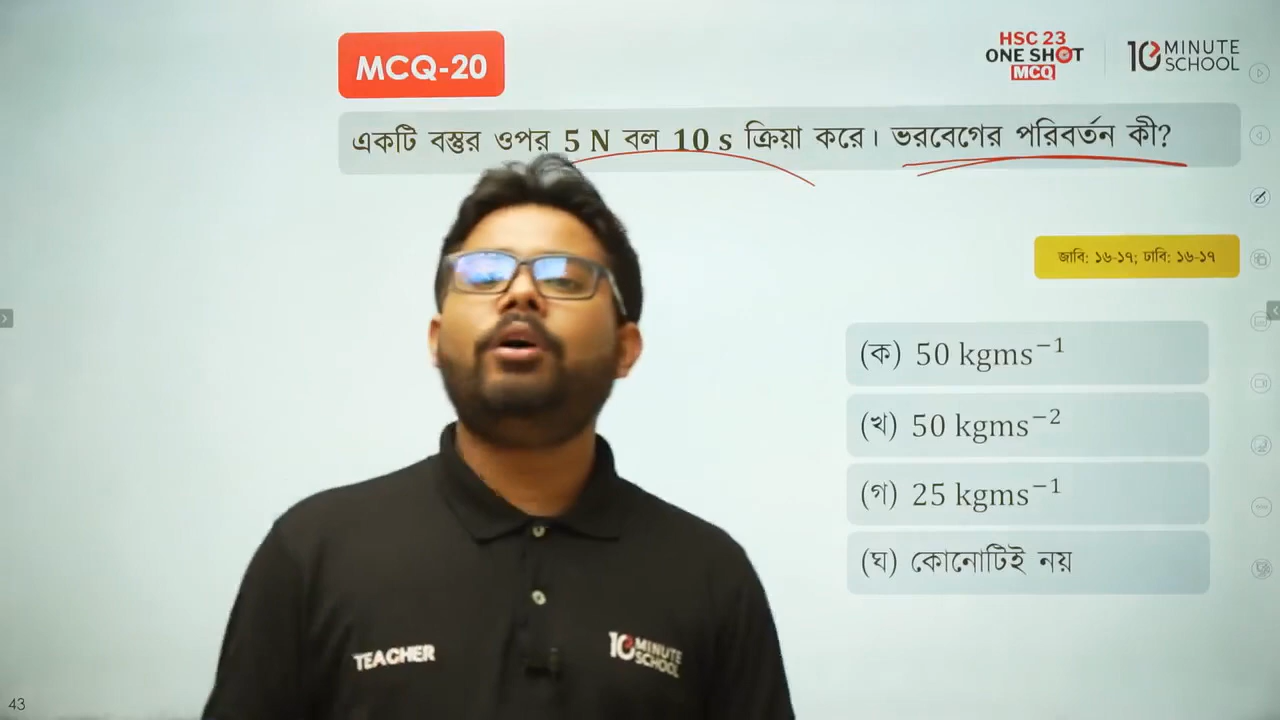 MCQ-20
HSC 23
ONE SHOT
MCQ
10 MINUTE
SCHOOL
একটি বস্তুর ওপর 5 N বল 10 s ক্রিয়া করে। ভরবেগের পরিবর্তন কী?
জাবি: ১৬-১৭; ঢাবি: ১৬-১৭
(ক) 50 kgms⁻¹
(খ) 50 kgms⁻²
(গ) 25 kgms⁻¹
(ঘ) কোনোটিই নয়
TEACHER
10 MINUTE
SCHOOL
43